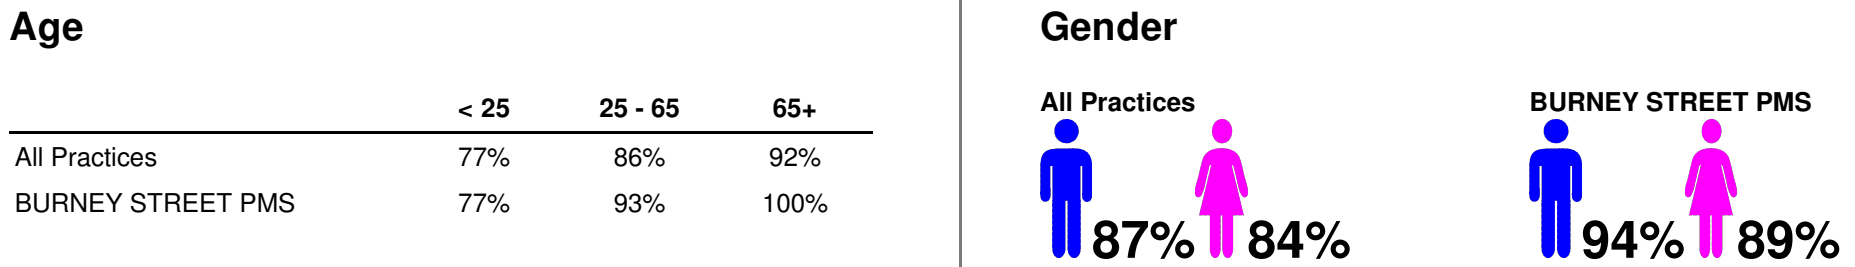 Age
< 25 25 - 65 65+
All Practices 77% 86% 92%
BURNEY STREET PMS 77% 93% 100%
Gender
All Practices BURNEY STREET PMS
87% 84% 94% 89%